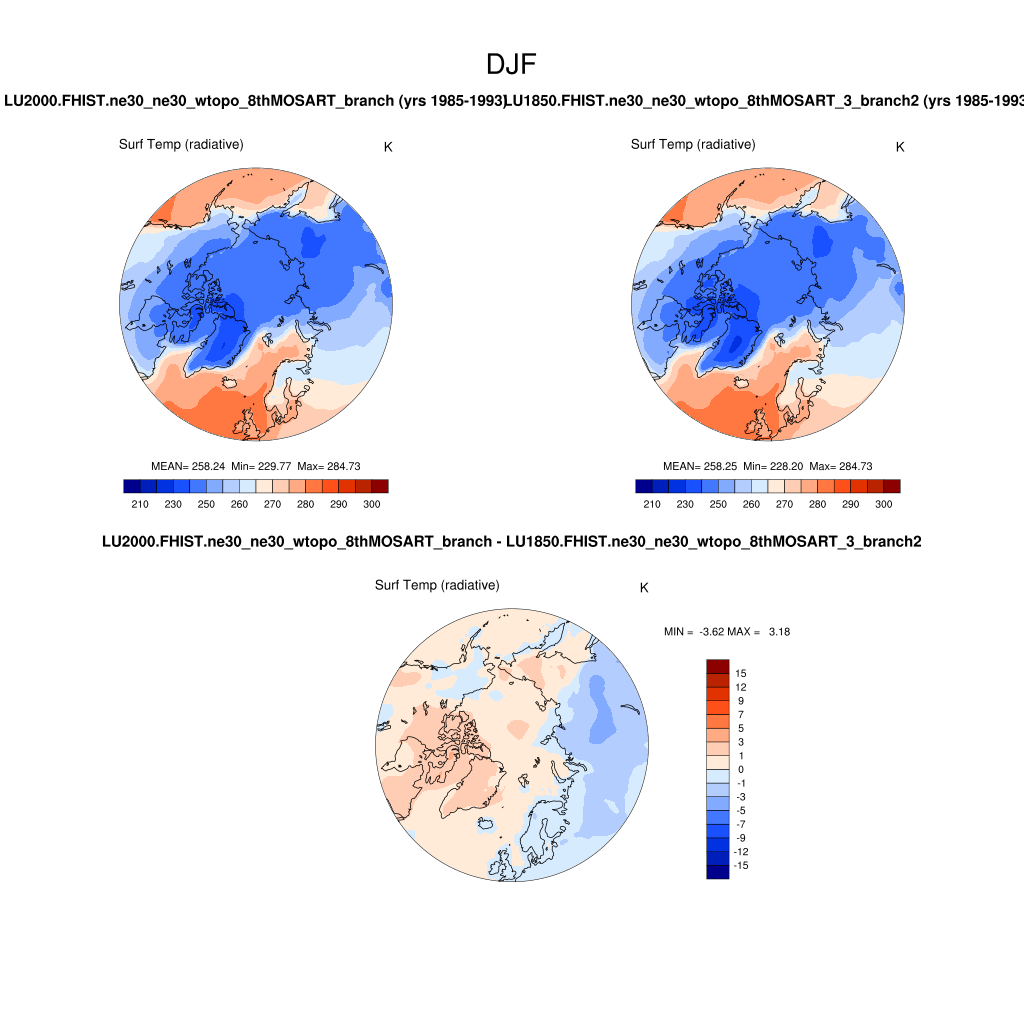 DJF
LU2000.FHIST.ne30_ne30_wtopo_8thMOSART_branch (yrs 1985-1993)
LU1850.FHIST.ne30_ne30_wtopo_8thMOSART_3_branch2 (yrs 1985-1993
Surf Temp (radiative) K
Surf Temp (radiative) K
MEAN= 258.24 Min= 229.77 Max= 284.73
210 230 250 260 270 280 290 300
MEAN= 258.25 Min= 228.20 Max= 284.73
210 230 250 260 270 280 290 300
LU2000.FHIST.ne30_ne30_wtopo_8thMOSART_branch - LU1850.FHIST.ne30_ne30_wtopo_8thMOSART_3_branch2
Surf Temp (radiative) K
MIN = -3.62 MAX = 3.18
15
12
9
7
5
3
1
0
-1
-3
-5
-7
-9
-12
-15